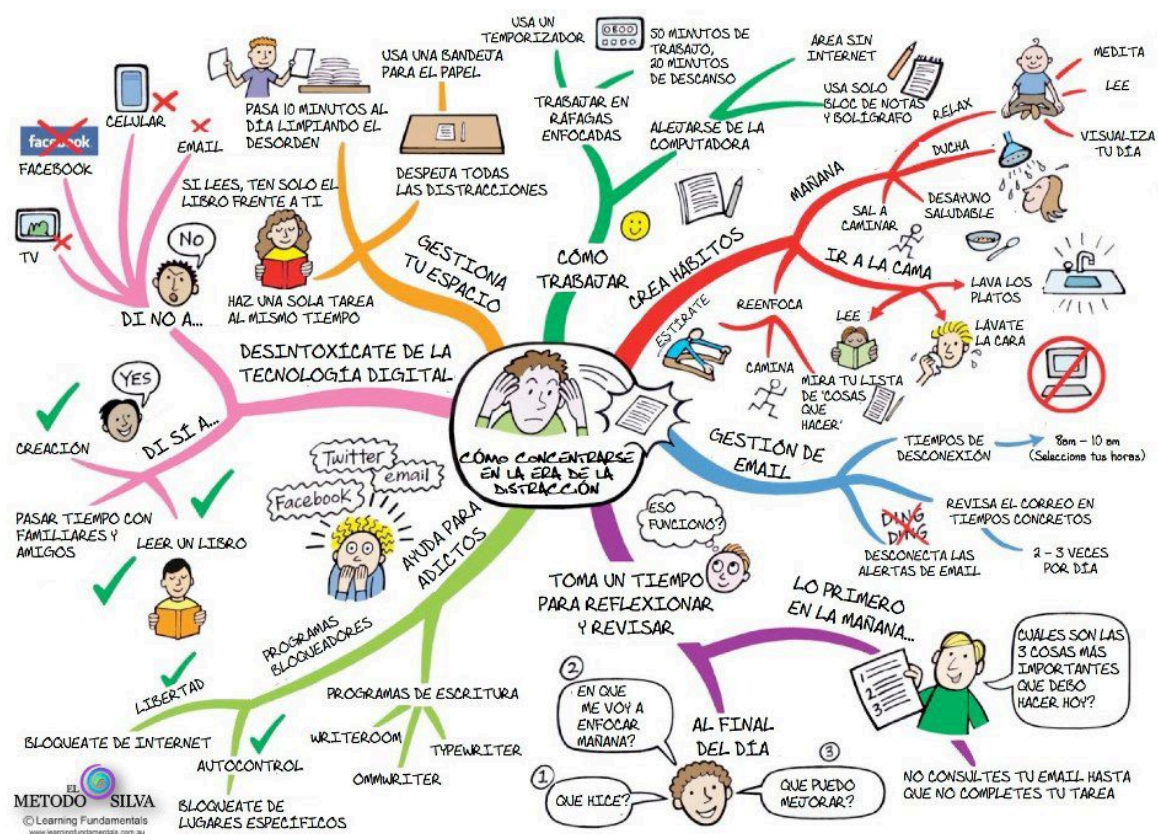 CÓMO CONCENTRARSE
EN LA ERA DE LA
DISTRACCIÓN
GESTIONA
TU ESPACIO
PASA 10 MINUTOS AL
DÍA LIMPIANDO EL
DESORDEN
USA UNA BANDEJA
PARA EL PAPEL
DESPEJA TODAS
LAS DISTRACCIONES
SI LEES, TEN SOLO EL
LIBRO FRENTE A TI
HAZ UNA SOLA TAREA
AL MISMO TIEMPO
CÓMO
TRABAJAR
TRABAJAR EN
RÁFAGAS
ENFOCADAS
USA UN
TEMPORIZADOR
50 MINUTOS DE
TRABAJO,
20 MINUTOS
DE DESCANSO
ALEJARSE DE LA
COMPUTADORA
AREA SIN
INTERNET
USA SOLO
BLOC DE NOTAS
Y BOLÍGRAFO
CREA HÁBITOS
MAÑANA
RELAX
MEDITA
LEE
VISUALIZA
TU DÍA
DUCHA
DESAYUNO
SALUDABLE
SAL A
CAMINAR
IR A LA CAMA
LAVA LOS
PLATOS
LÁVATE
LA CARA
LEE
REENFOCA
ESTIRATE
CAMINA
MIRA TU LISTA
DE 'COSAS
QUE
HACER'
GESTIÓN DE
EMAIL
TIEMPOS DE
DESCONEXIÓN
8am – 10 am
(Selecciona tus horas)
REVISA EL CORREO EN
TIEMPOS CONCRETOS
2 – 3 VECES
POR DÍA
DING
DING
DESCONECTA LAS
ALERTAS DE EMAIL
ESO
FUNCIONO?
TOMA UN TIEMPO
PARA REFLEXIONAR
Y REVISAR
LO PRIMERO
EN LA MAÑANA...
1
2
3
CUÁLES SON LAS
3 COSAS MÁS
IMPORTANTES
QUE DEBO
HACER HOY?
NO CONSULTES TU EMAIL HASTA
QUE NO COMPLETES TU TAREA
AL FINAL
DEL DÍA
1
QUE HICE?
2
EN QUE
ME VOY A
ENFOCAR
MAÑANA?
3
QUE PUEDO
MEJORAR?
AYUDA PARA
ADICTOS
Twitter
email
Facebook
PROGRAMAS
BLOQUEADORES
LIBERTAD
BLOQUEATE DE INTERNET
AUTOCONTROL
BLOQUEATE DE
LUGARES ESPECÍFICOS
PROGRAMAS DE ESCRITURA
WRITEROOM
OMMWRITER
TYPEWRITER
DESINTOXÍCATE DE LA
TECNOLOGÍA DIGITAL
DI NO A...
No
TV
facebook
FACEBOOK
CELULAR
EMAIL
DI SÍ A...
YES
CREACIÓN
PASAR TIEMPO CON
FAMILIARES Y
AMIGOS
LEER UN LIBRO
EL
METODO SILVA
© Learning Fundamentals
www.learningfundamentals.com.au